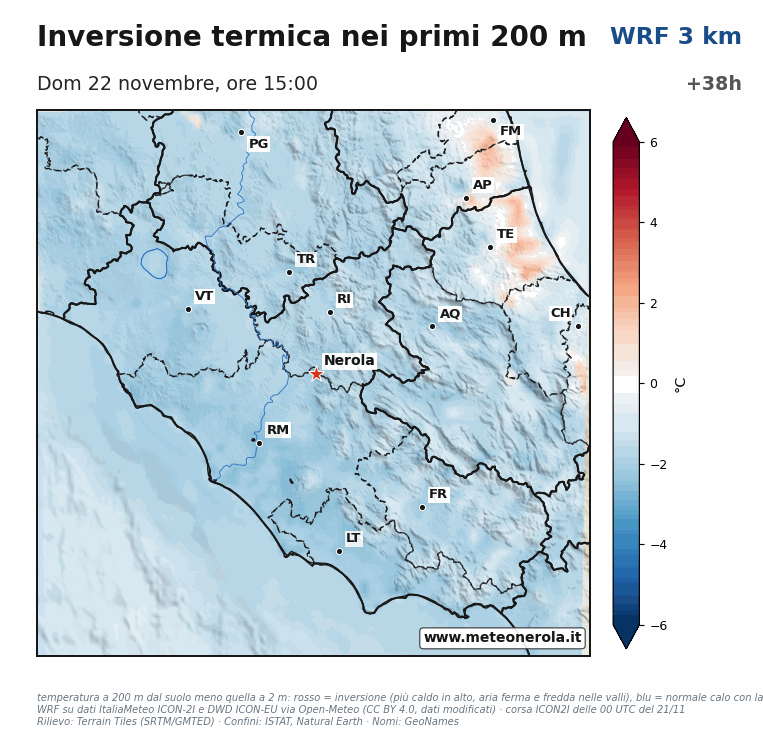 Inversione termica nei primi 200 m WRF 3 km
Dom 22 novembre, ore 15:00 +38h
FM
PG
AP
TE
TR
VT
RI
AQ
CH
Nerola
RM
FR
LT
www.meteonerola.it
6
4
2
0
−2
−4
−6
°C
temperatura a 200 m dal suolo meno quella a 2 m: rosso = inversione (più caldo in alto, aria ferma e fredda nelle valli), blu = normale calo con la
WRF su dati ItaliaMeteo ICON-2I e DWD ICON-EU via Open-Meteo (CC BY 4.0, dati modificati) · corsa ICON2I delle 00 UTC del 21/11
Rilievo: Terrain Tiles (SRTM/GMTED) · Confini: ISTAT, Natural Earth · Nomi: GeoNames